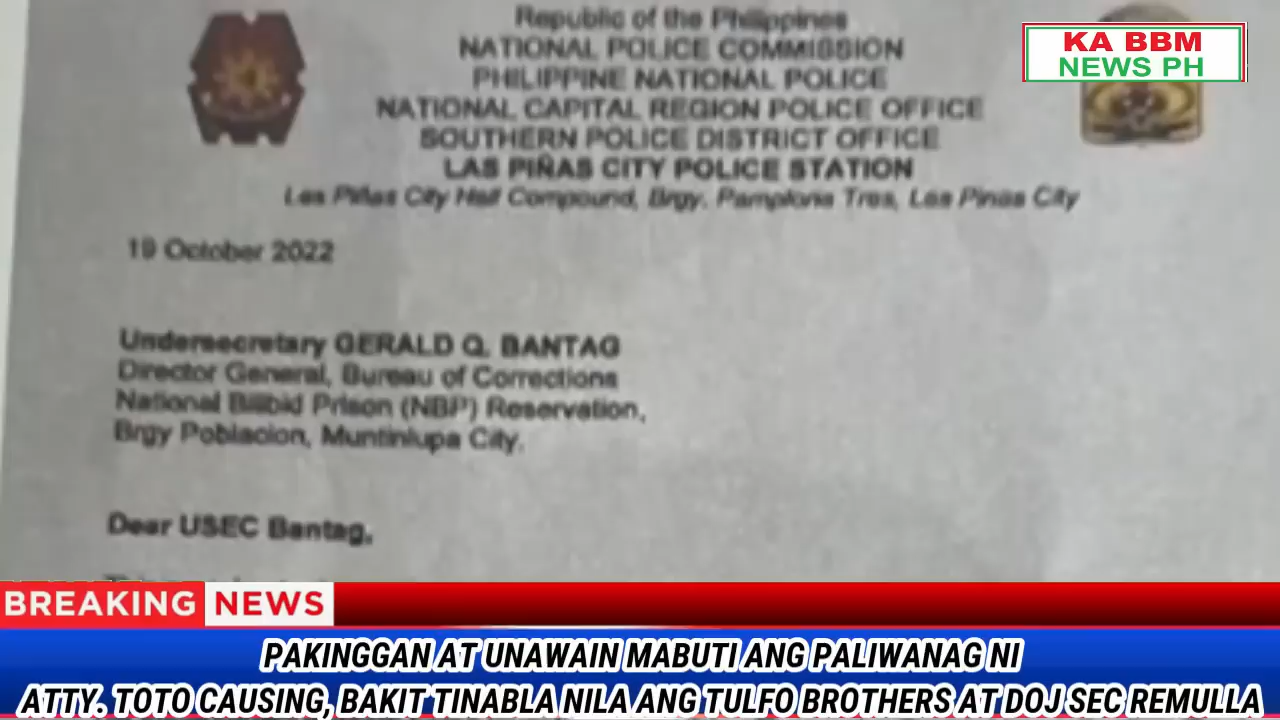 Republic of the Philippines
NATIONAL POLICE COMMISSION
PHILIPPINE NATIONAL POLICE
NATIONAL CAPITAL REGION POLICE OFFICE
SOUTHERN POLICE DISTRICT OFFICE
LAS PIÑAS CITY POLICE STATION
Las Piñas City Hall Compound, Brgy. Pamplona Tres, Las Pinas City
KA BBM
NEWS PH
19 October 2022
Undersecretary GERALD Q. BANTAG
Director General, Bureau of Corrections
National Bilibid Prison (NBP) Reservation,
Brgy Poblacion, Muntinlupa City.
Dear USEC Bantag,
BREAKING NEWS
PAKINGGAN AT UNAWAIN MABUTI ANG PALIWANAG NI
ATTY. TOTO CAUSING, BAKIT TINABLA NILA ANG TULFO BROTHERS AT DOJ SEC REMULLA